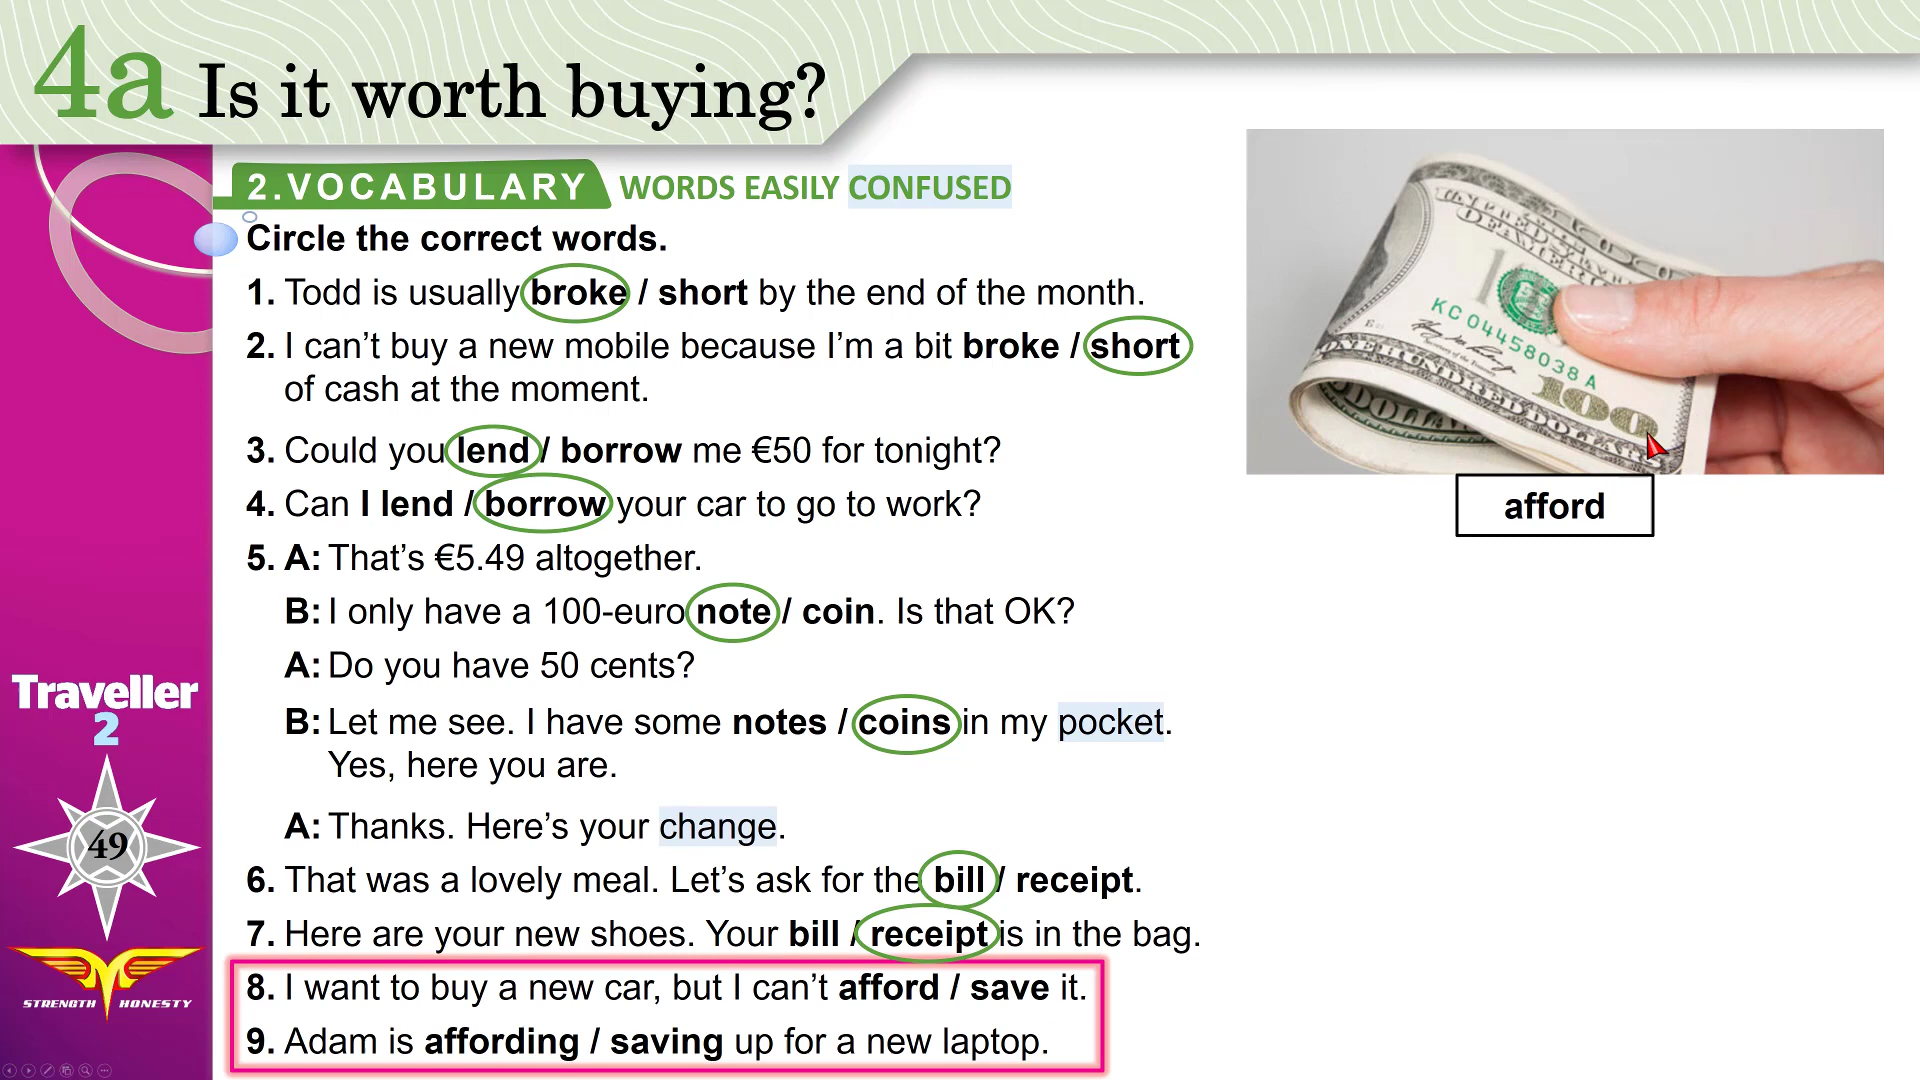 4a Is it worth buying?
2.VOCABULARY WORDS EASILY CONFUSED
Circle the correct words.
1. Todd is usually broke / short by the end of the month.
2. I can’t buy a new mobile because I’m a bit broke / short
of cash at the moment.
3. Could you lend / borrow me €50 for tonight?
4. Can I lend / borrow your car to go to work?
5. A: That’s €5.49 altogether.
B: I only have a 100-euro note / coin. Is that OK?
A: Do you have 50 cents?
B: Let me see. I have some notes / coins in my pocket.
Yes, here you are.
A: Thanks. Here’s your change.
6. That was a lovely meal. Let’s ask for the bill / receipt.
7. Here are your new shoes. Your bill / receipt is in the bag.
8. I want to buy a new car, but I can’t afford / save it.
9. Adam is affording / saving up for a new laptop.
KC 04458038 A
100
ONE HUNDRED DOLLARS
afford
Traveller
2
49
STRENGTH HONESTY